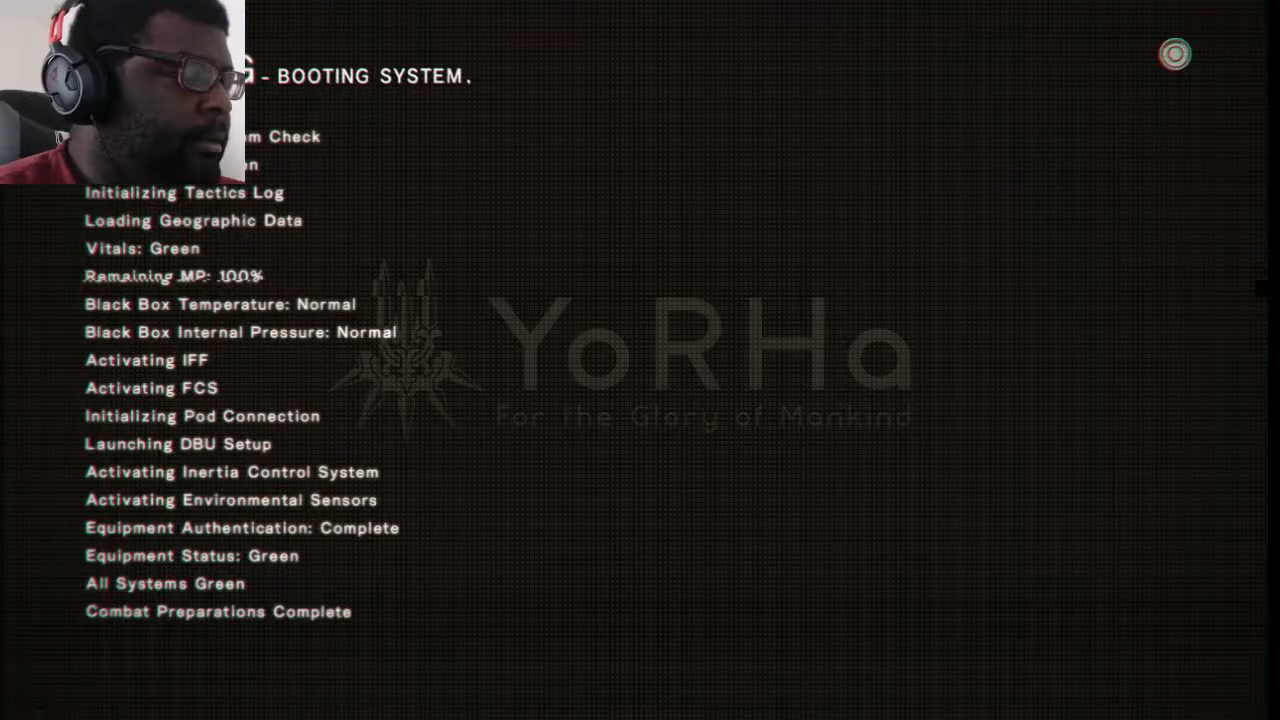 - BOOTING SYSTEM.
Check
Initializing Tactics Log
Loading Geographic Data
Vitals: Green
Remaining MP: 100%
Black Box Temperature: Normal
Black Box Internal Pressure: Normal
Activating IFF
Activating FCS
Initializing Pod Connection
Launching DBU Setup
Activating Inertia Control System
Activating Environmental Sensors
Equipment Authentication: Complete
Equipment Status: Green
All Systems Green
Combat Preparations Complete
YoRHa
For the Glory of Mankind